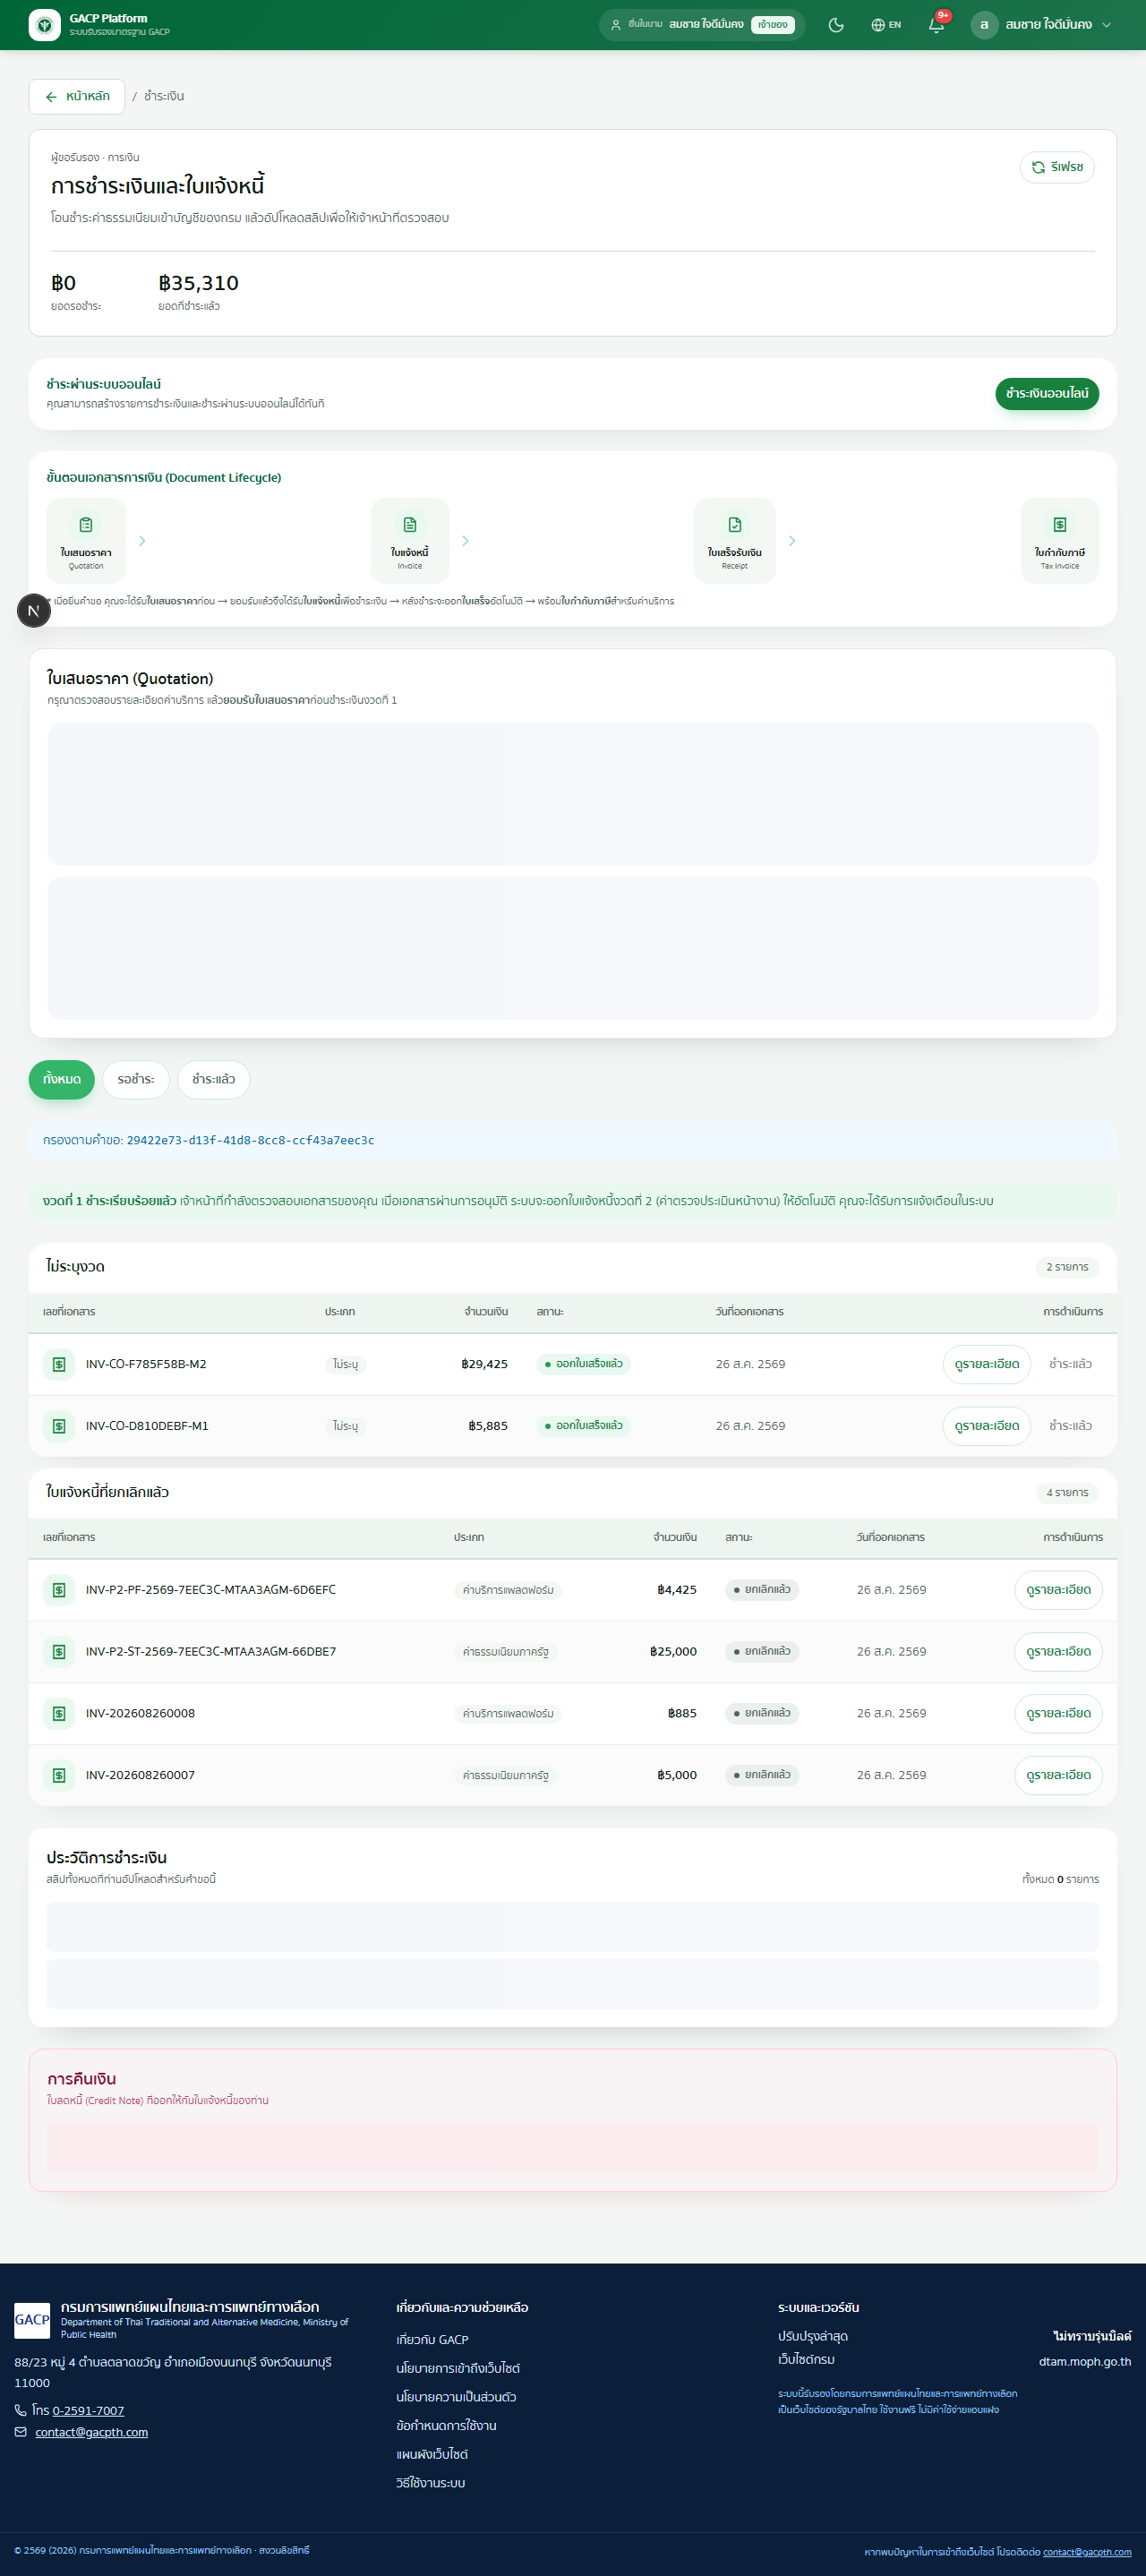 GACP Platform
ระบบรับรองมาตรฐาน GACP
ยื่นในนาม สมชาย ใจดีมั่นคง เจ้าของ
EN
9+
ส สมชาย ใจดีมั่นคง
หน้าหลัก / ชำระเงิน
ผู้ขอรับรอง · การเงิน
การชำระเงินและใบแจ้งหนี้
รีเฟรช
โอนชำระค่าธรรมเนียมเข้าบัญชีของกรม แล้วอัปโหลดสลิปเพื่อให้เจ้าหน้าที่ตรวจสอบ
฿0 ฿35,310
ยอดรอชำระ ยอดที่ชำระแล้ว
ชำระผ่านระบบออนไลน์
คุณสามารถสร้างรายการชำระเงินและชำระผ่านระบบออนไลน์ได้ทันที
ชำระเงินออนไลน์
ขั้นตอนเอกสารการเงิน (Document Lifecycle)
ใบเสนอราคา ใบแจ้งหนี้ ใบเสร็จรับเงิน ใบกำกับภาษี
Quotation Invoice Receipt Tax Invoice
N
* เมื่อยื่นคำขอ คุณจะได้รับใบเสนอราคาก่อน → ยอมรับแล้วจึงได้รับใบแจ้งหนี้เพื่อชำระเงิน → หลังชำระจะออกใบเสร็จอัตโนมัติ → พร้อมใบกำกับภาษีสำหรับค่าบริการ
ใบเสนอราคา (Quotation)
กรุณาตรวจสอบรายละเอียดค่าบริการ แล้วยอมรับใบเสนอราคาก่อนชำระเงินงวดที่ 1
ทั้งหมด รอชำระ ชำระแล้ว
กรองตามคำขอ: 29422e73-d13f-41d8-8cc8-ccf43a7eec3c
งวดที่ 1 ชำระเรียบร้อยแล้ว เจ้าหน้าที่กำลังตรวจสอบเอกสารของคุณ เมื่อเอกสารผ่านการอนุมัติ ระบบจะออกใบแจ้งหนี้งวดที่ 2 (ค่าตรวจประเมินหน้างาน) ให้อัตโนมัติ คุณจะได้รับการแจ้งเตือนในระบบ
ไม่ระบุงวด 2 รายการ
เลขที่เอกสาร ประเภท จำนวนเงิน สถานะ วันที่ออกเอกสาร การดำเนินการ
INV-CO-F785F58B-M2 ไม่ระบุ ฿29,425 ออกใบเสร็จแล้ว 26 ส.ค. 2569 ดูรายละเอียด ชำระแล้ว
INV-CO-D810DEBF-M1 ไม่ระบุ ฿5,885 ออกใบเสร็จแล้ว 26 ส.ค. 2569 ดูรายละเอียด ชำระแล้ว
ใบแจ้งหนี้ที่ยกเลิกแล้ว 4 รายการ
เลขที่เอกสาร ประเภท จำนวนเงิน สถานะ วันที่ออกเอกสาร การดำเนินการ
INV-P2-PF-2569-7EEC3C-MTAA3AGM-6D6EFC ค่าบริการแพลตฟอร์ม ฿4,425 ยกเลิกแล้ว 26 ส.ค. 2569 ดูรายละเอียด
INV-P2-ST-2569-7EEC3C-MTAA3AGM-66DBE7 ค่าธรรมเนียมภาครัฐ ฿25,000 ยกเลิกแล้ว 26 ส.ค. 2569 ดูรายละเอียด
INV-202608260008 ค่าบริการแพลตฟอร์ม ฿885 ยกเลิกแล้ว 26 ส.ค. 2569 ดูรายละเอียด
INV-202608260007 ค่าธรรมเนียมภาครัฐ ฿5,000 ยกเลิกแล้ว 26 ส.ค. 2569 ดูรายละเอียด
ประวัติการชำระเงิน
สลิปทั้งหมดที่ท่านอัปโหลดสำหรับคำขอนี้ ทั้งหมด 0 รายการ
การคืนเงิน
ใบลดหนี้ (Credit Note) ที่ออกให้กับใบแจ้งหนี้ของท่าน
GACP
กรมการแพทย์แผนไทยและการแพทย์ทางเลือก
Department of Thai Traditional and Alternative Medicine, Ministry of
Public Health
88/23 หมู่ 4 ตำบลตลาดขวัญ อำเภอเมืองนนทบุรี จังหวัดนนทบุรี
11000
โทร 0-2591-7007
contact@gacpth.com
เกี่ยวกับและความช่วยเหลือ
เกี่ยวกับ GACP
นโยบายการเข้าถึงเว็บไซต์
นโยบายความเป็นส่วนตัว
ข้อกำหนดการใช้งาน
แผนผังเว็บไซต์
วิธีใช้งานระบบ
ระบบและเวอร์ชัน
ปรับปรุงล่าสุด ไม่ทราบรุ่นบิลด์
เว็บไซต์กรม dtam.moph.go.th
ระบบนี้รับรองโดยกรมการแพทย์แผนไทยและการแพทย์ทางเลือก
เป็นเว็บไซต์ของรัฐบาลไทย ใช้งานฟรี ไม่มีค่าใช้จ่ายแอบแฝง
© 2569 (2026) กรมการแพทย์แผนไทยและการแพทย์ทางเลือก · สงวนลิขสิทธิ์
หากพบปัญหาในการเข้าถึงเว็บไซต์ โปรดติดต่อ contact@gacpth.com